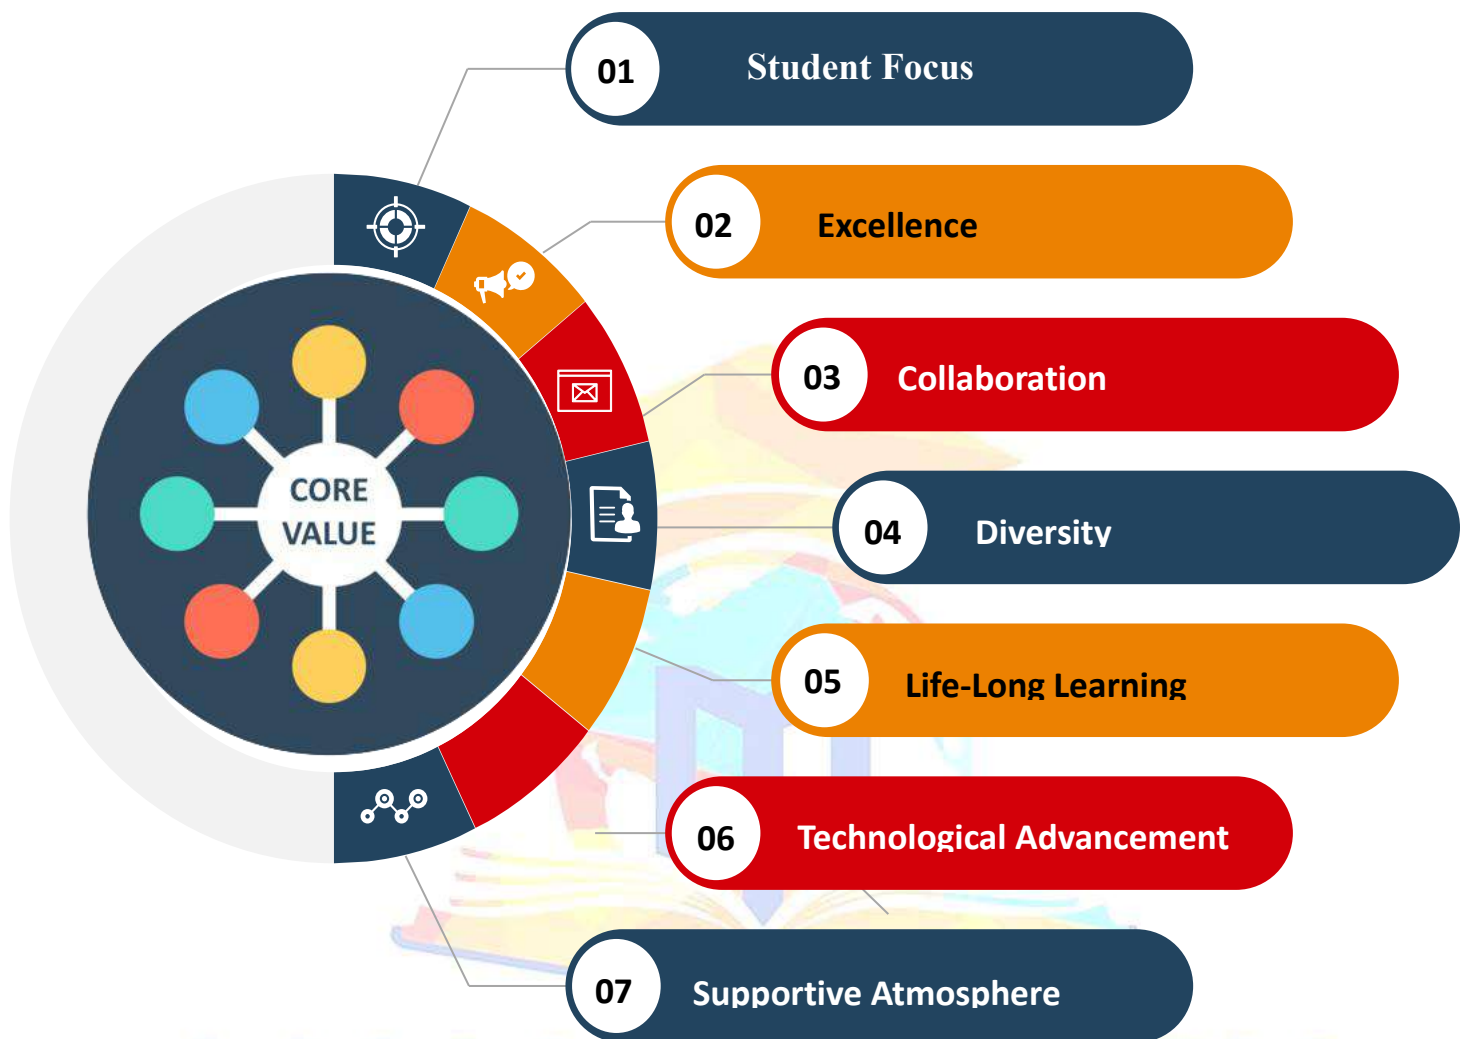 01
Student Focus
02
Excellence
03
Collaboration
CORE
VALUE
04
Diversity
05
Life-Long Learning
06
Technological Advancement
07
Supportive Atmosphere